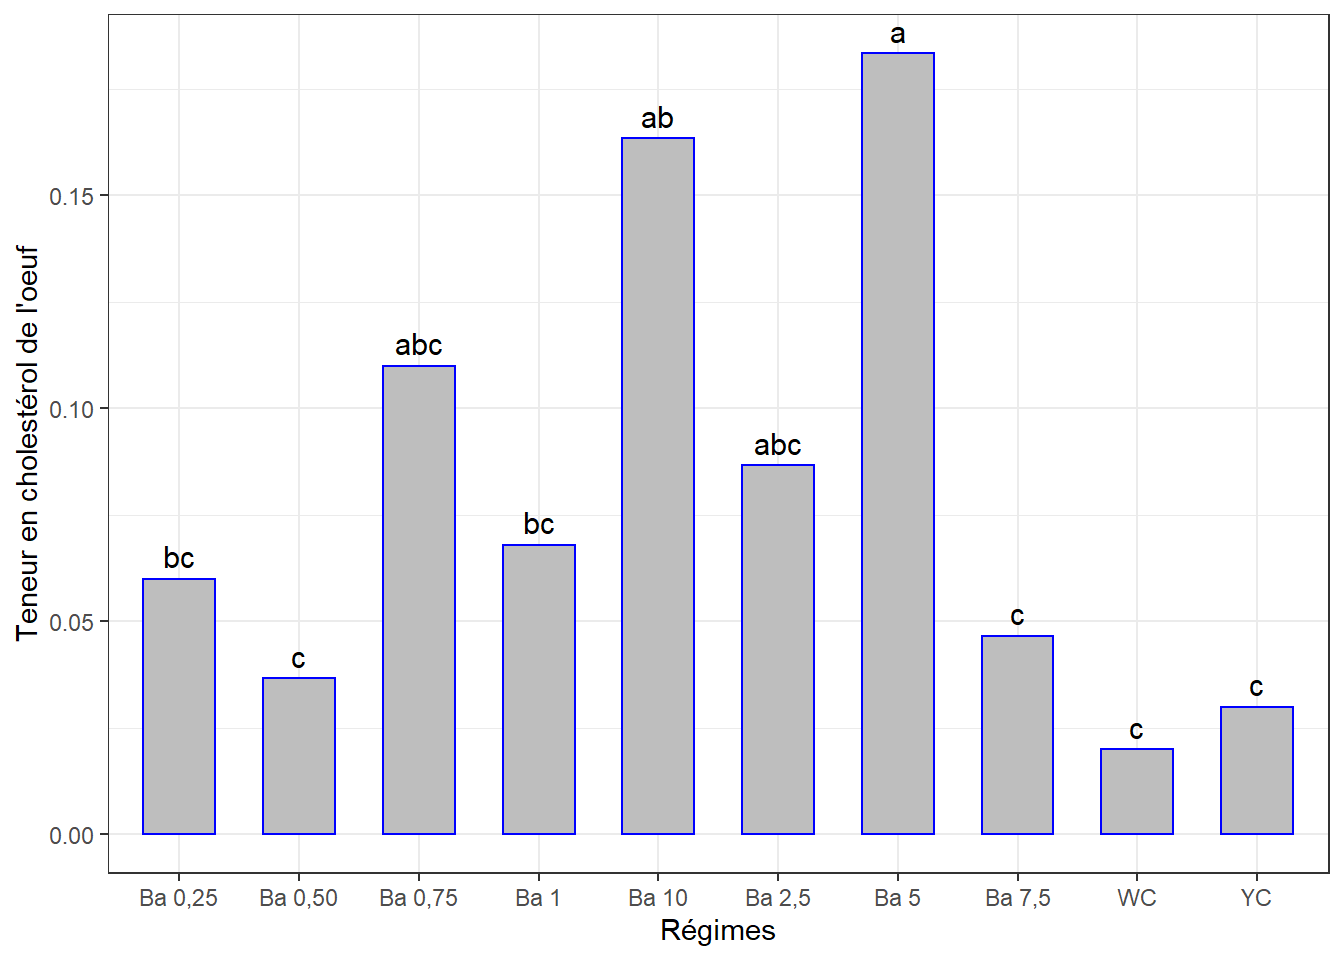 Teneur en cholestérol de l'oeuf
0.15
0.10
0.05
0.00
bc
c
abc
bc
ab
abc
a
c
c
c
Ba 0,25
Ba 0,50
Ba 0,75
Ba 1
Ba 10
Ba 2,5
Ba 5
Ba 7,5
WC
YC
Régimes